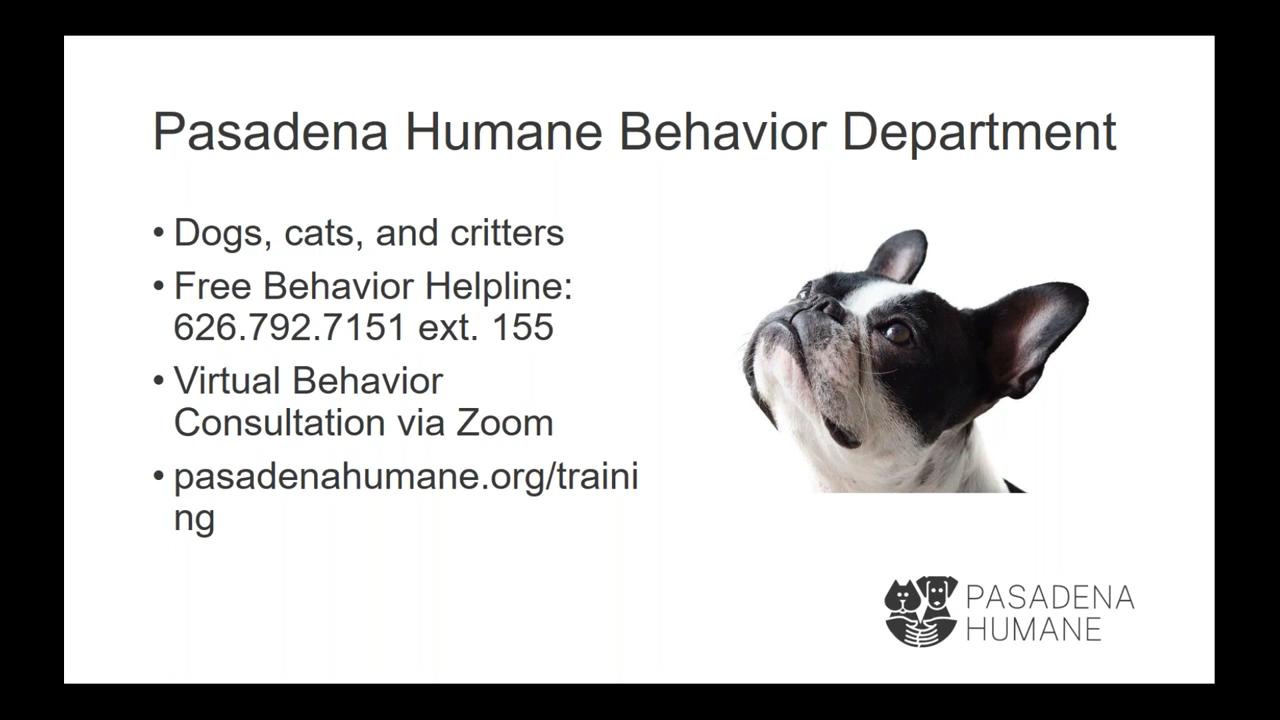 Pasadena Humane Behavior Department
• Dogs, cats, and critters
• Free Behavior Helpline:
626.792.7151 ext. 155
• Virtual Behavior
Consultation via Zoom
• pasadenahumane.org/traini
ng
PASADENA
HUMANE